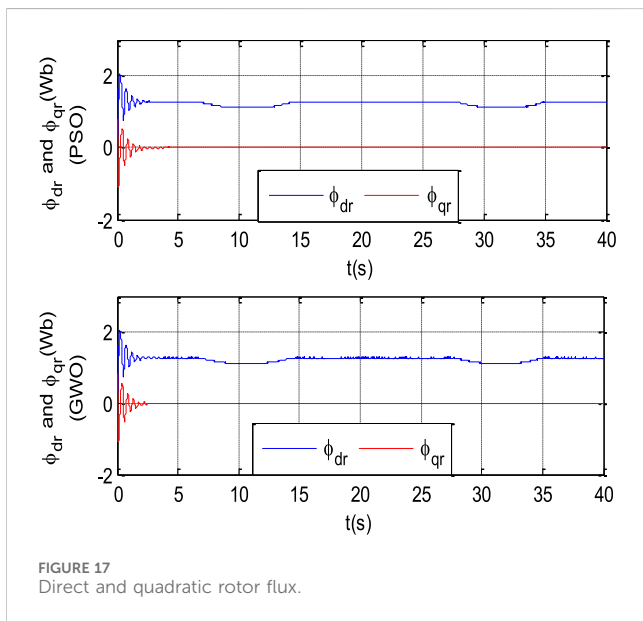 ϕdr and ϕqr(Wb)
(PSO)
2
0
-2
ϕdr ϕqr
0 5 10 15 20 25 30 35 40
t(s)
ϕdr and ϕqr(Wb)
(GWO)
2
0
-2
ϕdr ϕqr
0 5 10 15 20 25 30 35 40
t(s)
FIGURE 17
Direct and quadratic rotor flux.